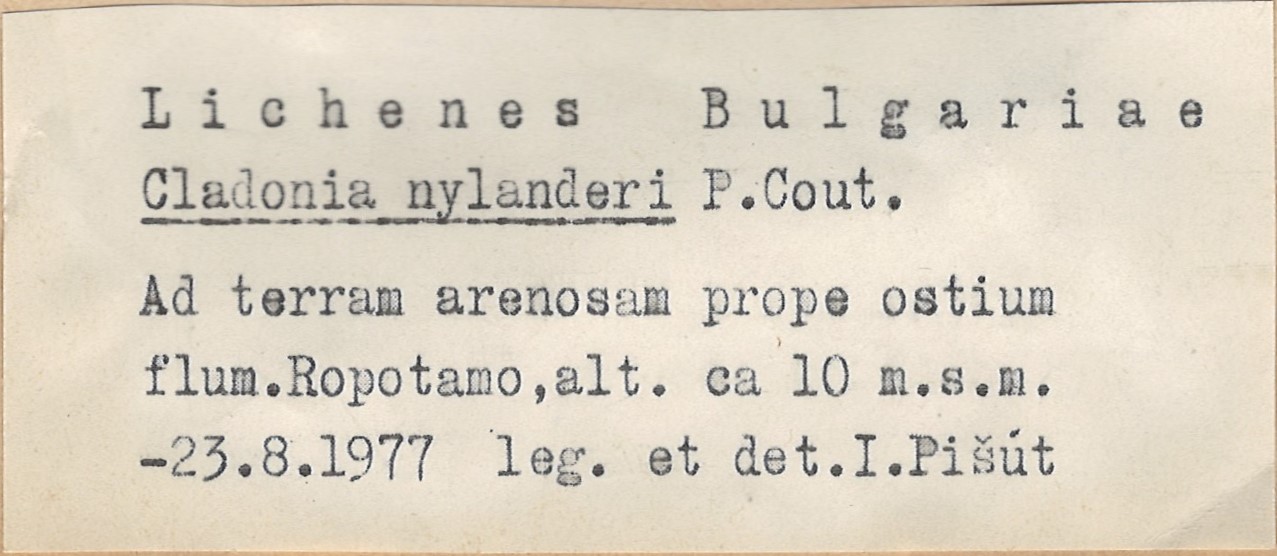 Lichenes Bulgariae
Cladonia nylanderi P.Cout.
Ad terram arenosam prope ostium
flum.Ropotamo,alt. ca 10 m.s.m.
-23.8.1977 leg. et det.I.Pišút